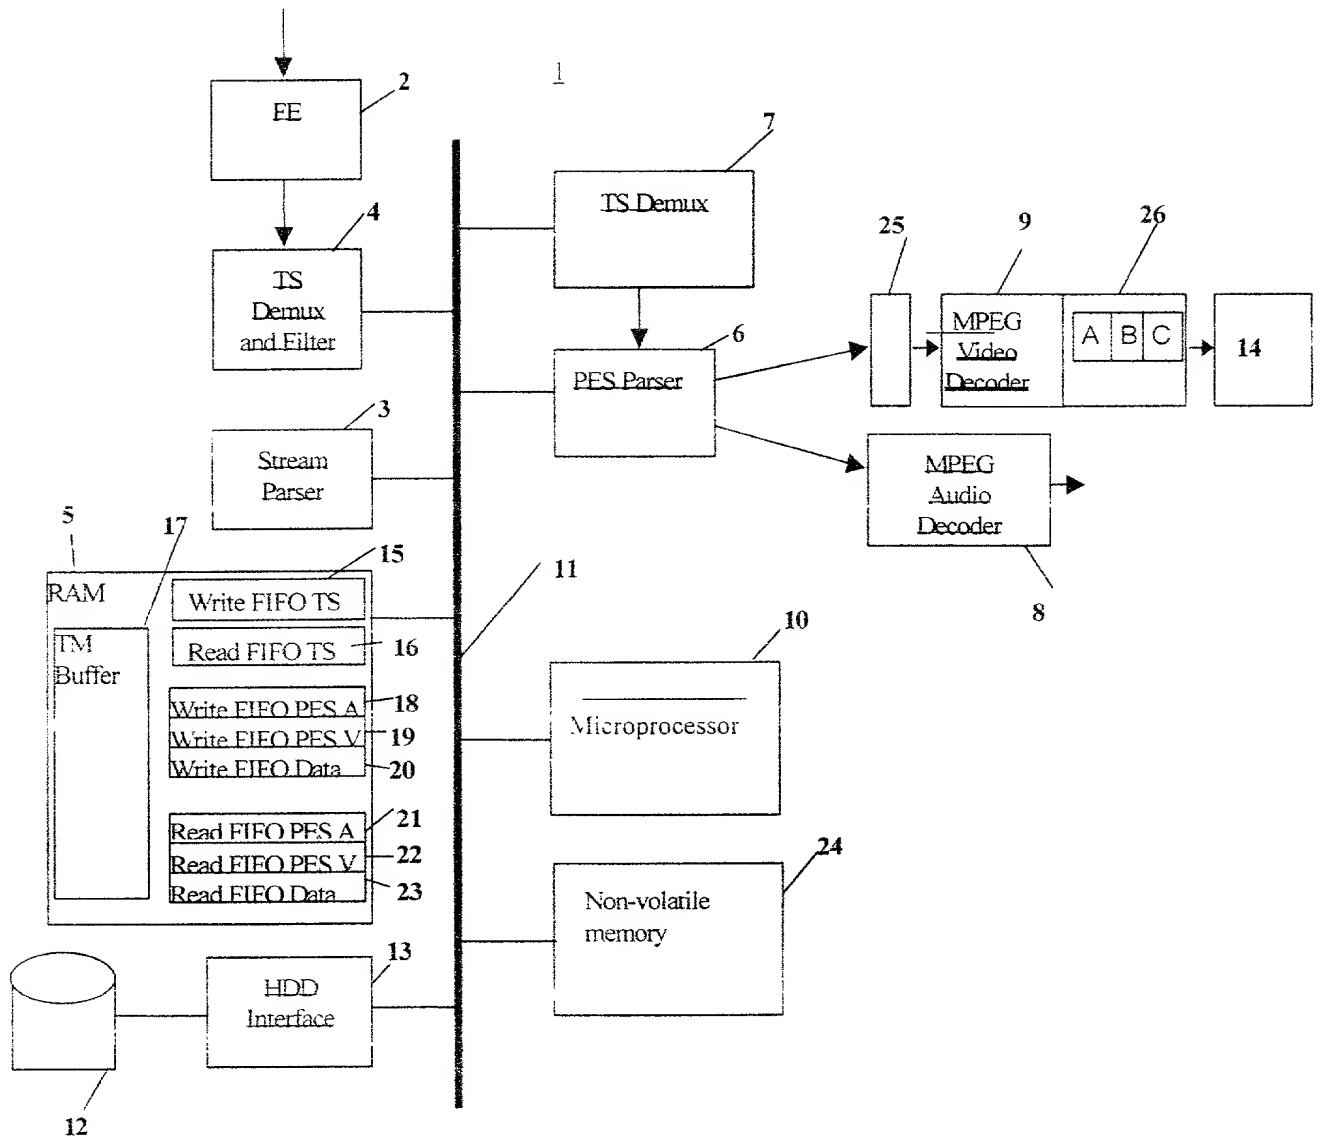 1
2
FE
7
4
TS Demux
TS
Demux
and Filter
25
9
26
6
MPEG
Video
Decoder
A B C
14
PES Parser
3
Stream
Parser
MPEG
Audio
Decoder
8
5
17
15
11
RAM
Write FIFO TS
TM
Buffer
Read FIFO TS
16
10
Write FIFO PES A
18
Write FIFO PES V
19
Write FIFO Data
20
Microprocessor
Read FIFO PES A
21
Read FIFO PES V
22
Read FIFO Data
23
24
Non-volatile
memory
13
HDD
Interface
12